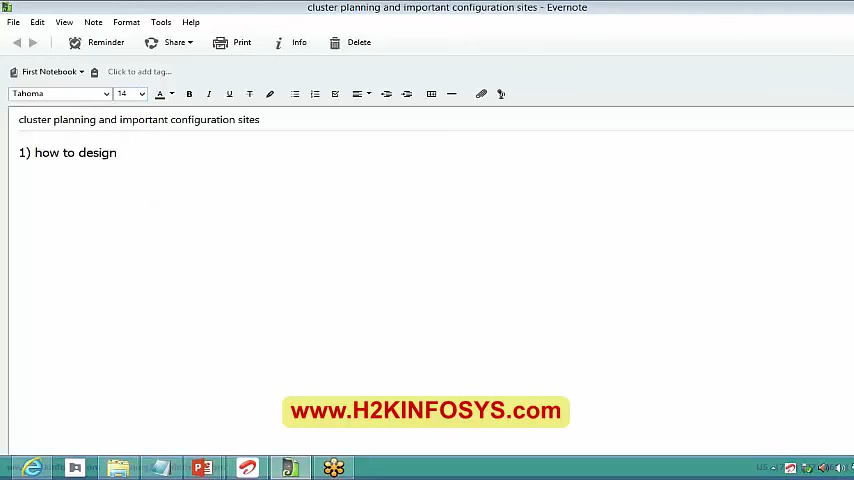 cluster planning and important configuration sites - Evernote
File Edit View Note Format Tools Help
Reminder Share Print Info Delete
First Notebook Click to add tag...
Tahoma 14 A B I U T
cluster planning and important configuration sites
1) how to design
www.H2KINFOSYS.com
US